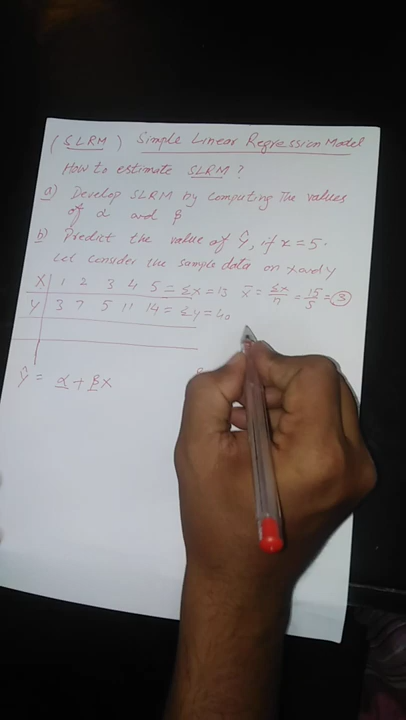 (SLRM) Simple Linear Regression Model
How to estimate SLRM?
a) Develop SLRM by computing The values
of α and β
b) Predict the value of Ŷ, if x = 5.
Let consider the sample data on x and y
X 1 2 3 4 5 = Σx = 13 x̄ = Σx/n = 15/5 = 3
Y 3 7 5 11 14 = Σy = 40
Ŷ = α + βX